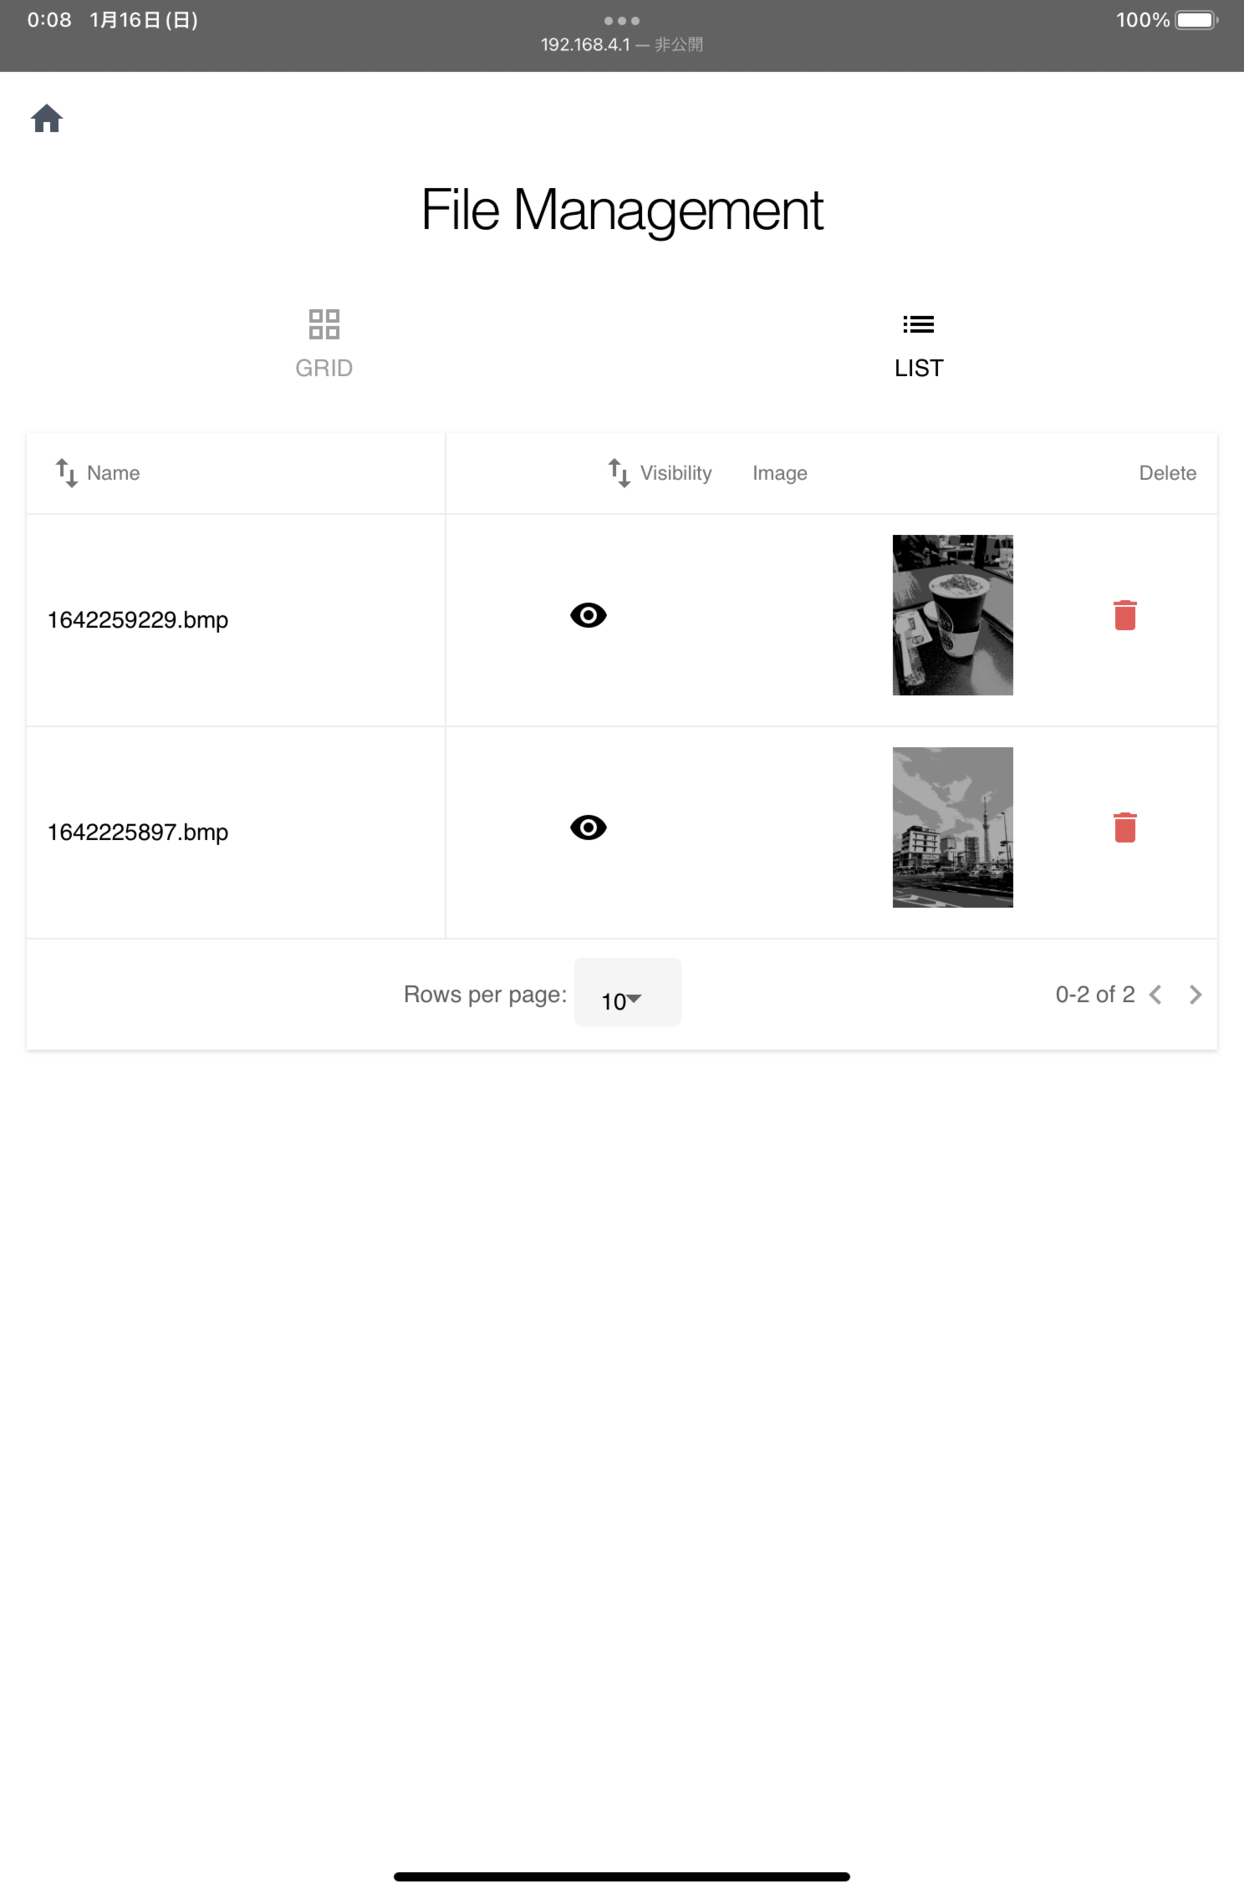 0:08 1月16日(日)
100%
192.168.4.1 — 非公開
File Management
GRID
LIST
Name Visibility Image Delete
1642259229.bmp
1642225897.bmp
Rows per page: 10 0-2 of 2